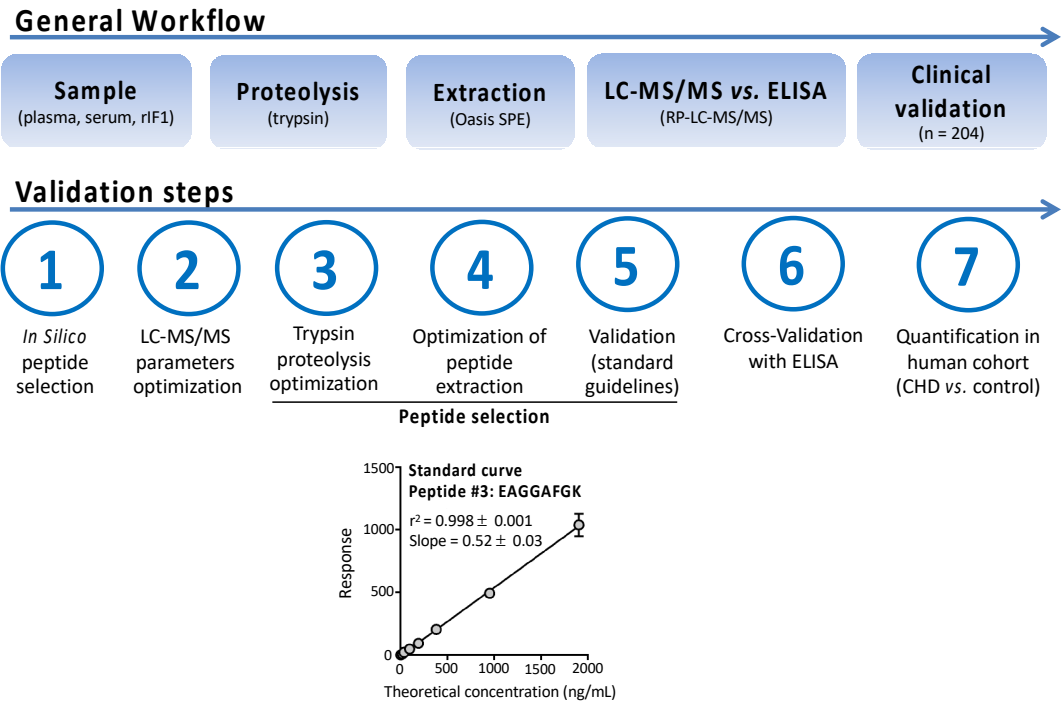 General Workflow
Sample
(plasma, serum, rIF1)
Proteolysis
(trypsin)
Extraction
(Oasis SPE)
LC-MS/MS vs. ELISA
(RP-LC-MS/MS)
Clinical
validation
(n = 204)
Validation steps
1
2
3
4
5
6
7
In Silico
peptide
selection
LC-MS/MS
parameters
optimization
Trypsin
proteolysis
optimization
Optimization of
peptide
extraction
Validation
(standard
guidelines)
Cross-Validation
with ELISA
Quantification in
human cohort
(CHD vs. control)
Peptide selection
Standard curve
Peptide #3: EAGGAFGK
r² = 0.998 ± 0.001
Slope = 0.52 ± 0.03
Response
1500
1000
500
0
0 500 1000 1500 2000
Theoretical concentration (ng/mL)